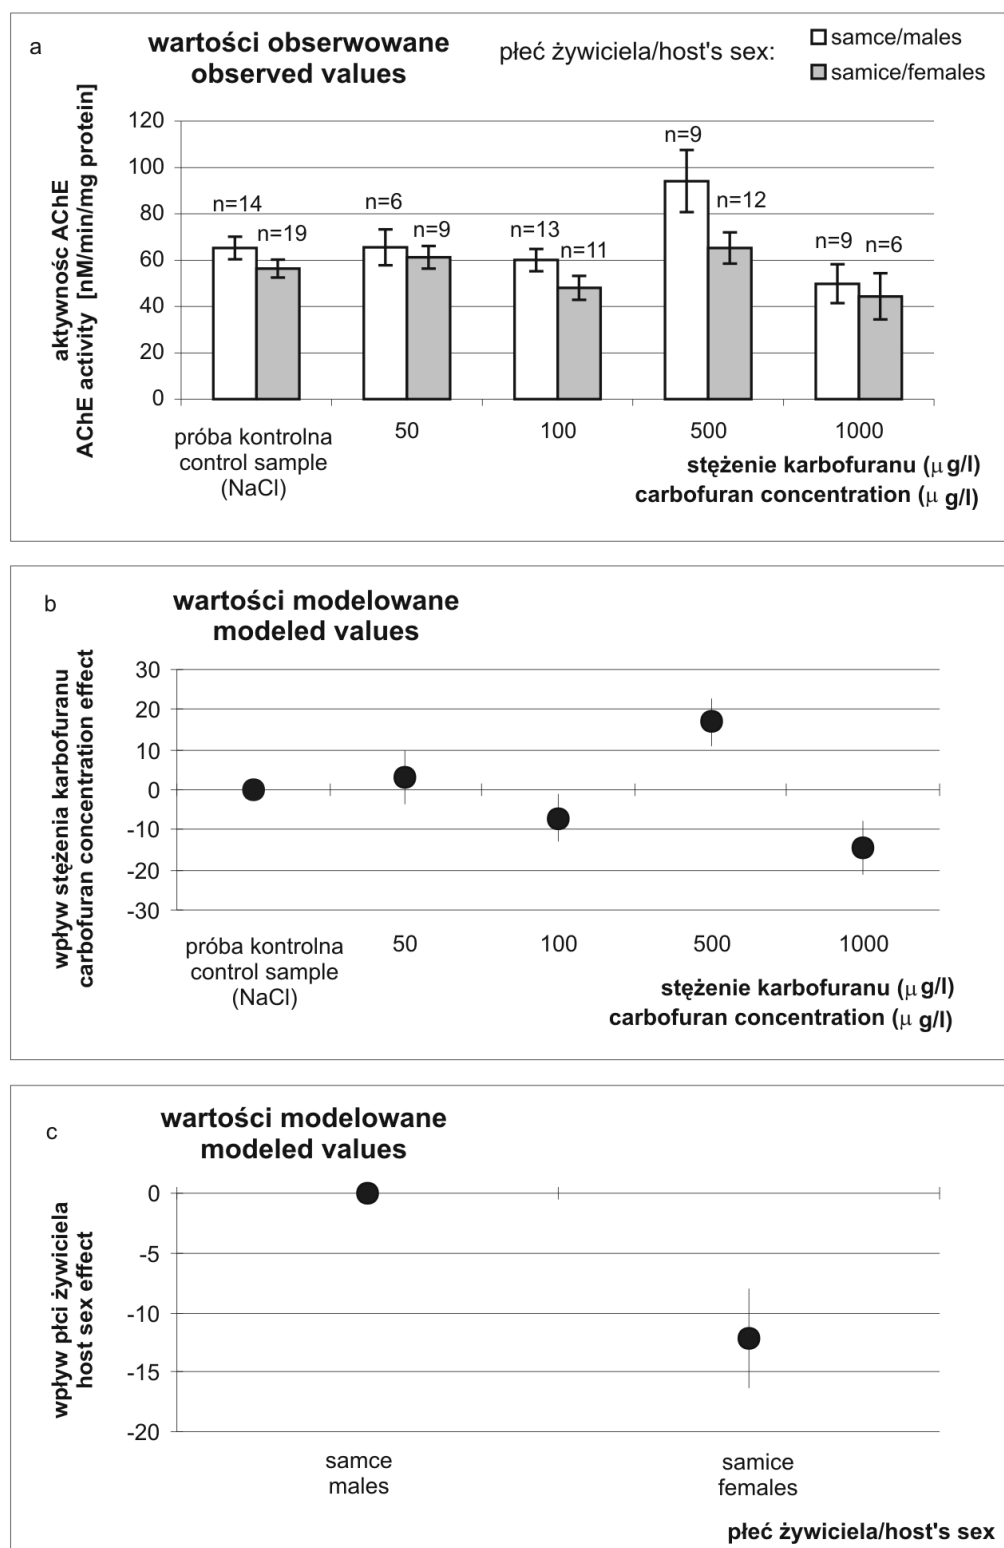 a
wartości obserwowane
observed values
płeć żywiciela/host's sex:
samce/males
samice/females
aktywność AChE
AChE activity [nM/min/mg protein]
120
100
80
60
40
20
0
n=14
n=19
n=6
n=9
n=13
n=11
n=9
n=12
n=9
n=6
próba kontrolna
control sample
(NaCl)
50
100
500
1000
stężenie karbofuranu (μ g/l)
carbofuran concentration (μ g/l)
b
wartości modelowane
modeled values
wpływ stężenia karbofuranu
carbofuran concentration effect
30
20
10
0
-10
-20
-30
próba kontrolna
control sample
(NaCl)
50
100
500
1000
stężenie karbofuranu (μ g/l)
carbofuran concentration (μ g/l)
c
wartości modelowane
modeled values
wpływ płci żywiciela
host sex effect
0
-5
-10
-15
-20
samce
males
samice
females
płeć żywiciela/host's sex